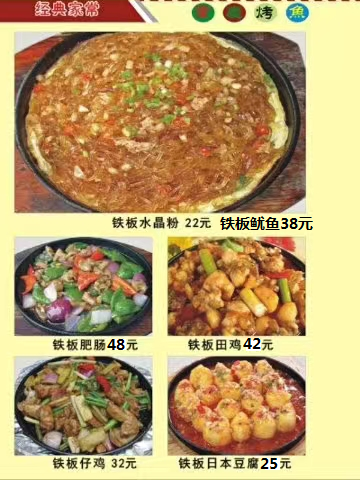 经典家常
烤鱼
铁板水晶粉 22元 铁板鱿鱼38元
铁板肥肠48元 铁板田鸡42元
铁板仔鸡 32元 铁板日本豆腐25元